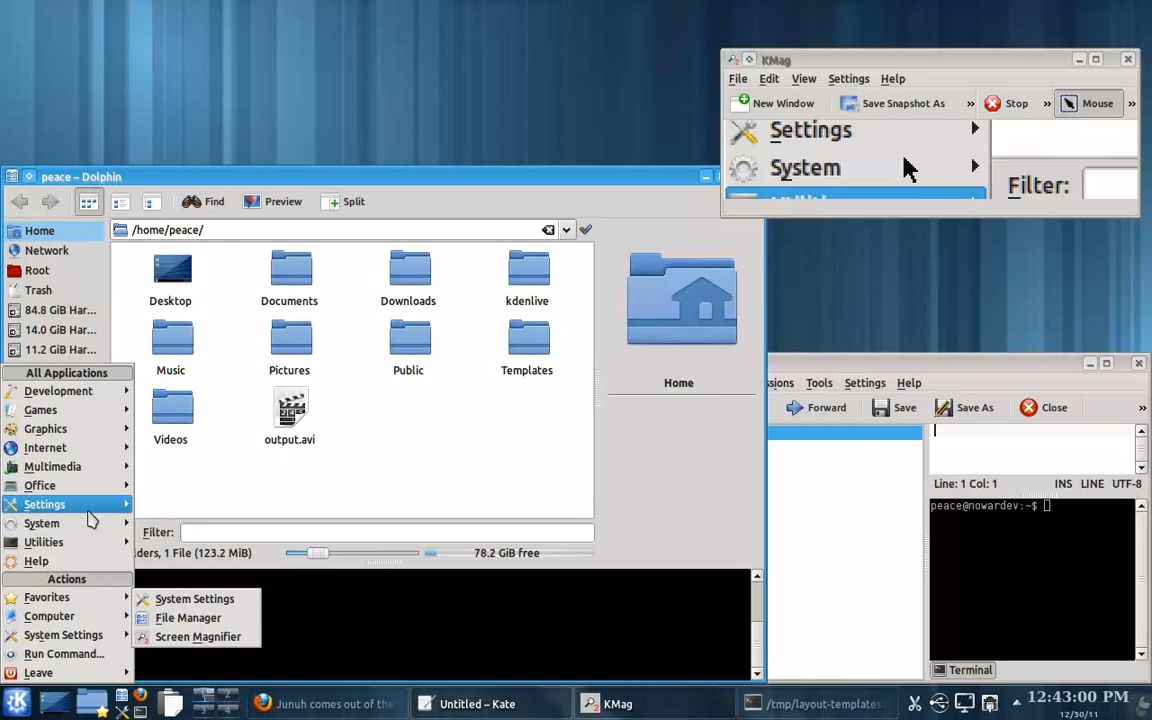 KMag
File Edit View Settings Help
New Window Save Snapshot As » Stop » Mouse »
Settings
System
Filter:
peace – Dolphin
Find Preview Split
Home
Network
Root
Trash
84.8 GiB Har...
14.0 GiB Har...
11.2 GiB Har...
/home/peace/
Desktop Documents Downloads kdenlive
Music Pictures Public Templates
Videos output.avi
Home
Filter:
lders, 1 File (123.2 MiB) 78.2 GiB free
All Applications
Development
Games
Graphics
Internet
Multimedia
Office
Settings
System
Utilities
Help
Actions
Favorites
Computer
System Settings
Run Command...
Leave
System Settings
File Manager
Screen Magnifier
ssions Tools Settings Help
Forward Save Save As Close »
Line: 1 Col: 1 INS LINE UTF-8
peace@nowardev:~$
Terminal
1 2
3 4
Junuh comes out of the
Untitled – Kate
KMag
/tmp/layout-templates
12:43:00 PM
12/30/11